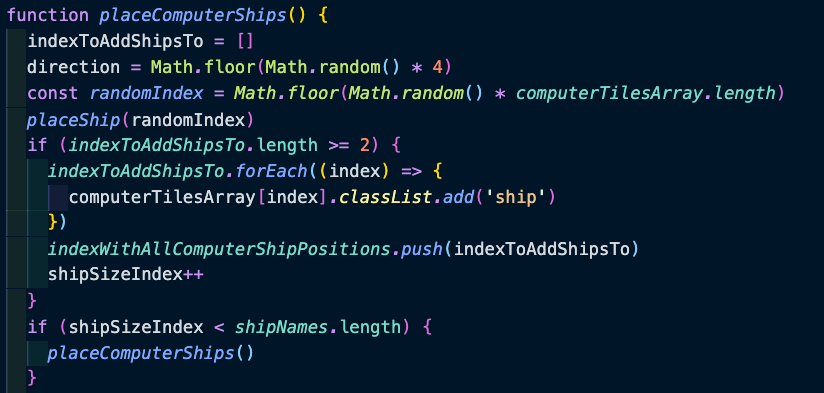 function placeComputerShips() {
indexToAddShipsTo = []
direction = Math.floor(Math.random() * 4)
const randomIndex = Math.floor(Math.random() * computerTilesArray.length)
placeShip(randomIndex)
if (indexToAddShipsTo.length >= 2) {
indexToAddShipsTo.forEach((index) => {
computerTilesArray[index].classList.add('ship')
})
indexWithAllComputerShipPositions.push(indexToAddShipsTo)
shipSizeIndex++
}
if (shipSizeIndex < shipNames.length) {
placeComputerShips()
}